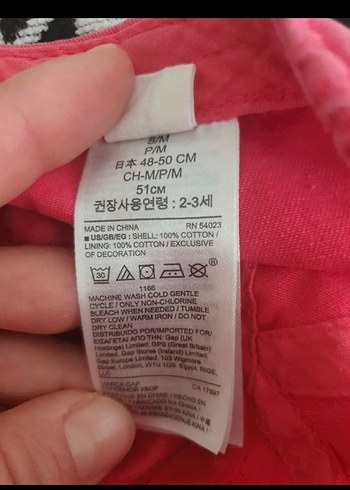 S/M
P/M
日本 48-50 CM
CH-M/P/M
51CM
권장사용연령 : 2-3세
MADE IN CHINA RN 54023
■ US/GB/EG : SHELL: 100% COTTON /
LINING: 100% COTTON / EXCLUSIVE
OF DECORATION
30
1166
MACHINE WASH COLD GENTLE
CYCLE / ONLY NON-CHLORINE
BLEACH WHEN NEEDED / TUMBLE
DRY LOW / WARM IRON / DO NOT
DRY CLEAN
DISTRIBUIDO POR/IMPORTED FOR/
ΕΙΣΑΓΕΤΑΙ ΑΠΟ ΤΗΝ: Gap (UK
Holdings) Limited; GPS (Great Britain)
Limited, Gap Stores (Ireland) Limited;
Gap Europe Limited, 103 Wigmore
Street, London, W1U 1QS
CA 17897